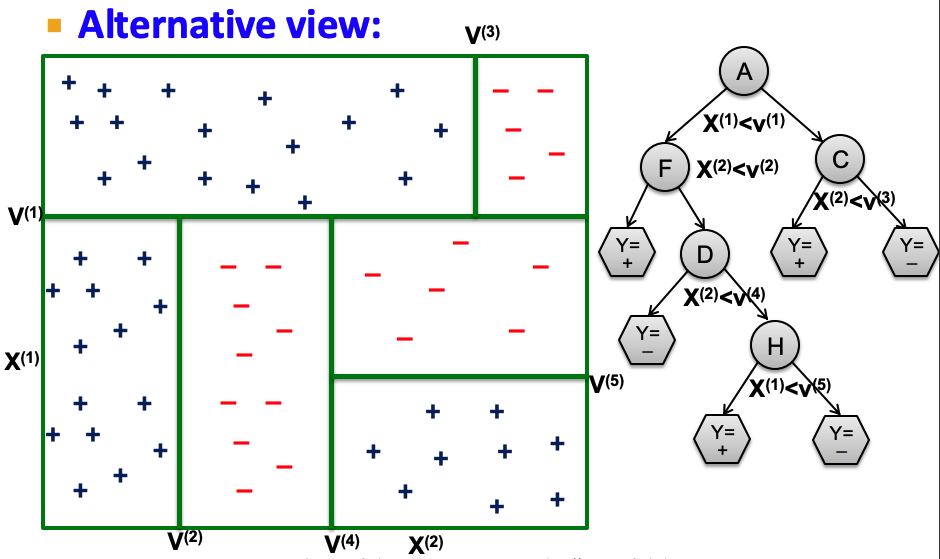 Alternative view:
V(3)
V(1)
X(1)
V(2)
V(4)
X(2)
V(5)
A
X(1)<v(1)
F
X(2)<v(2)
C
X(2)<v(3)
Y=
+
D
Y=
+
Y=
–
X(2)<v(4)
Y=
–
H
X(1)<v(5)
Y=
+
Y=
–